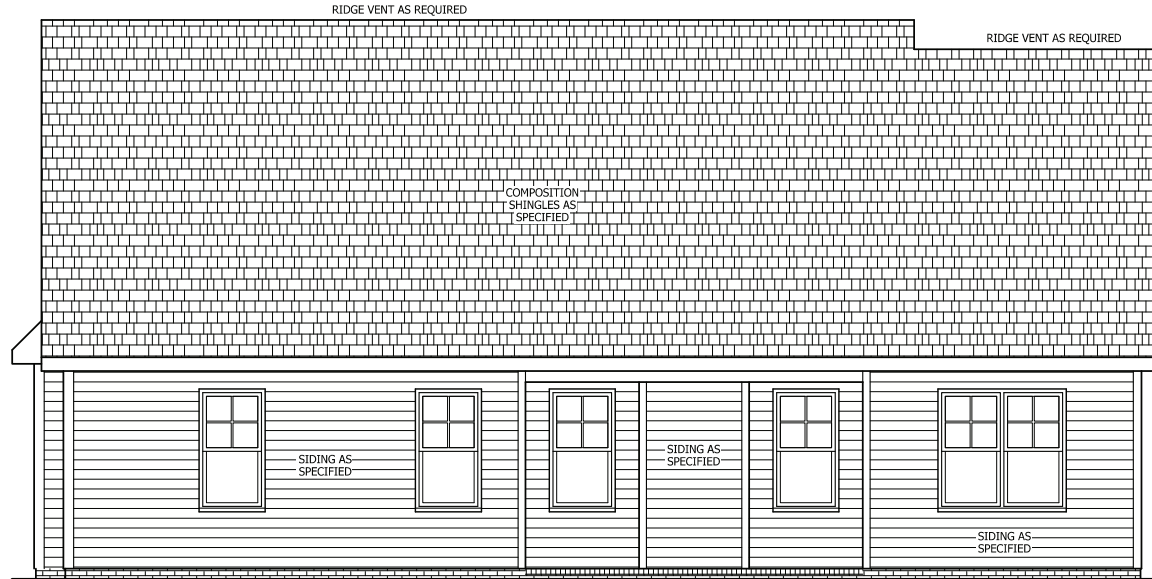 RIDGE VENT AS REQUIRED
RIDGE VENT AS REQUIRED
COMPOSITION
SHINGLES AS
SPECIFIED
SIDING AS
SPECIFIED
SIDING AS
SPECIFIED
SIDING AS
SPECIFIED